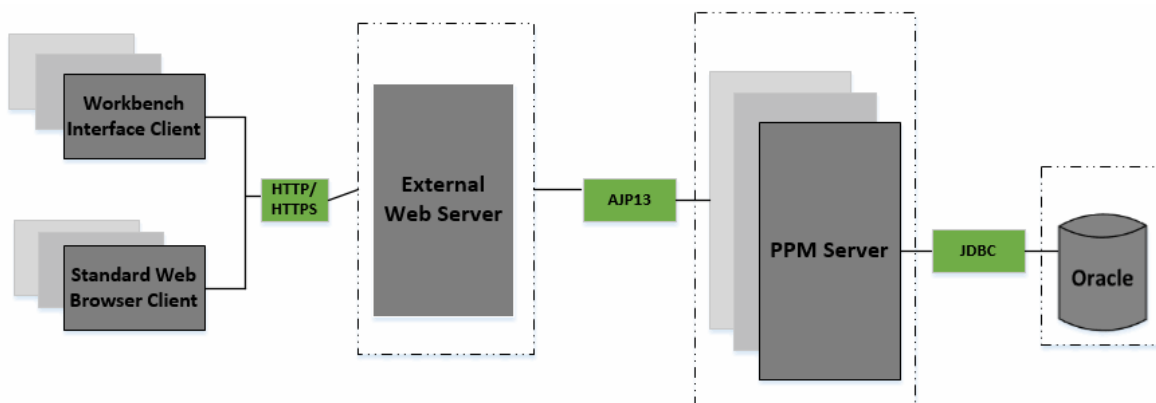 Workbench
Interface Client
Standard Web
Browser Client
HTTP/
HTTPS
External
Web Server
AJP13
PPM Server
JDBC
Oracle